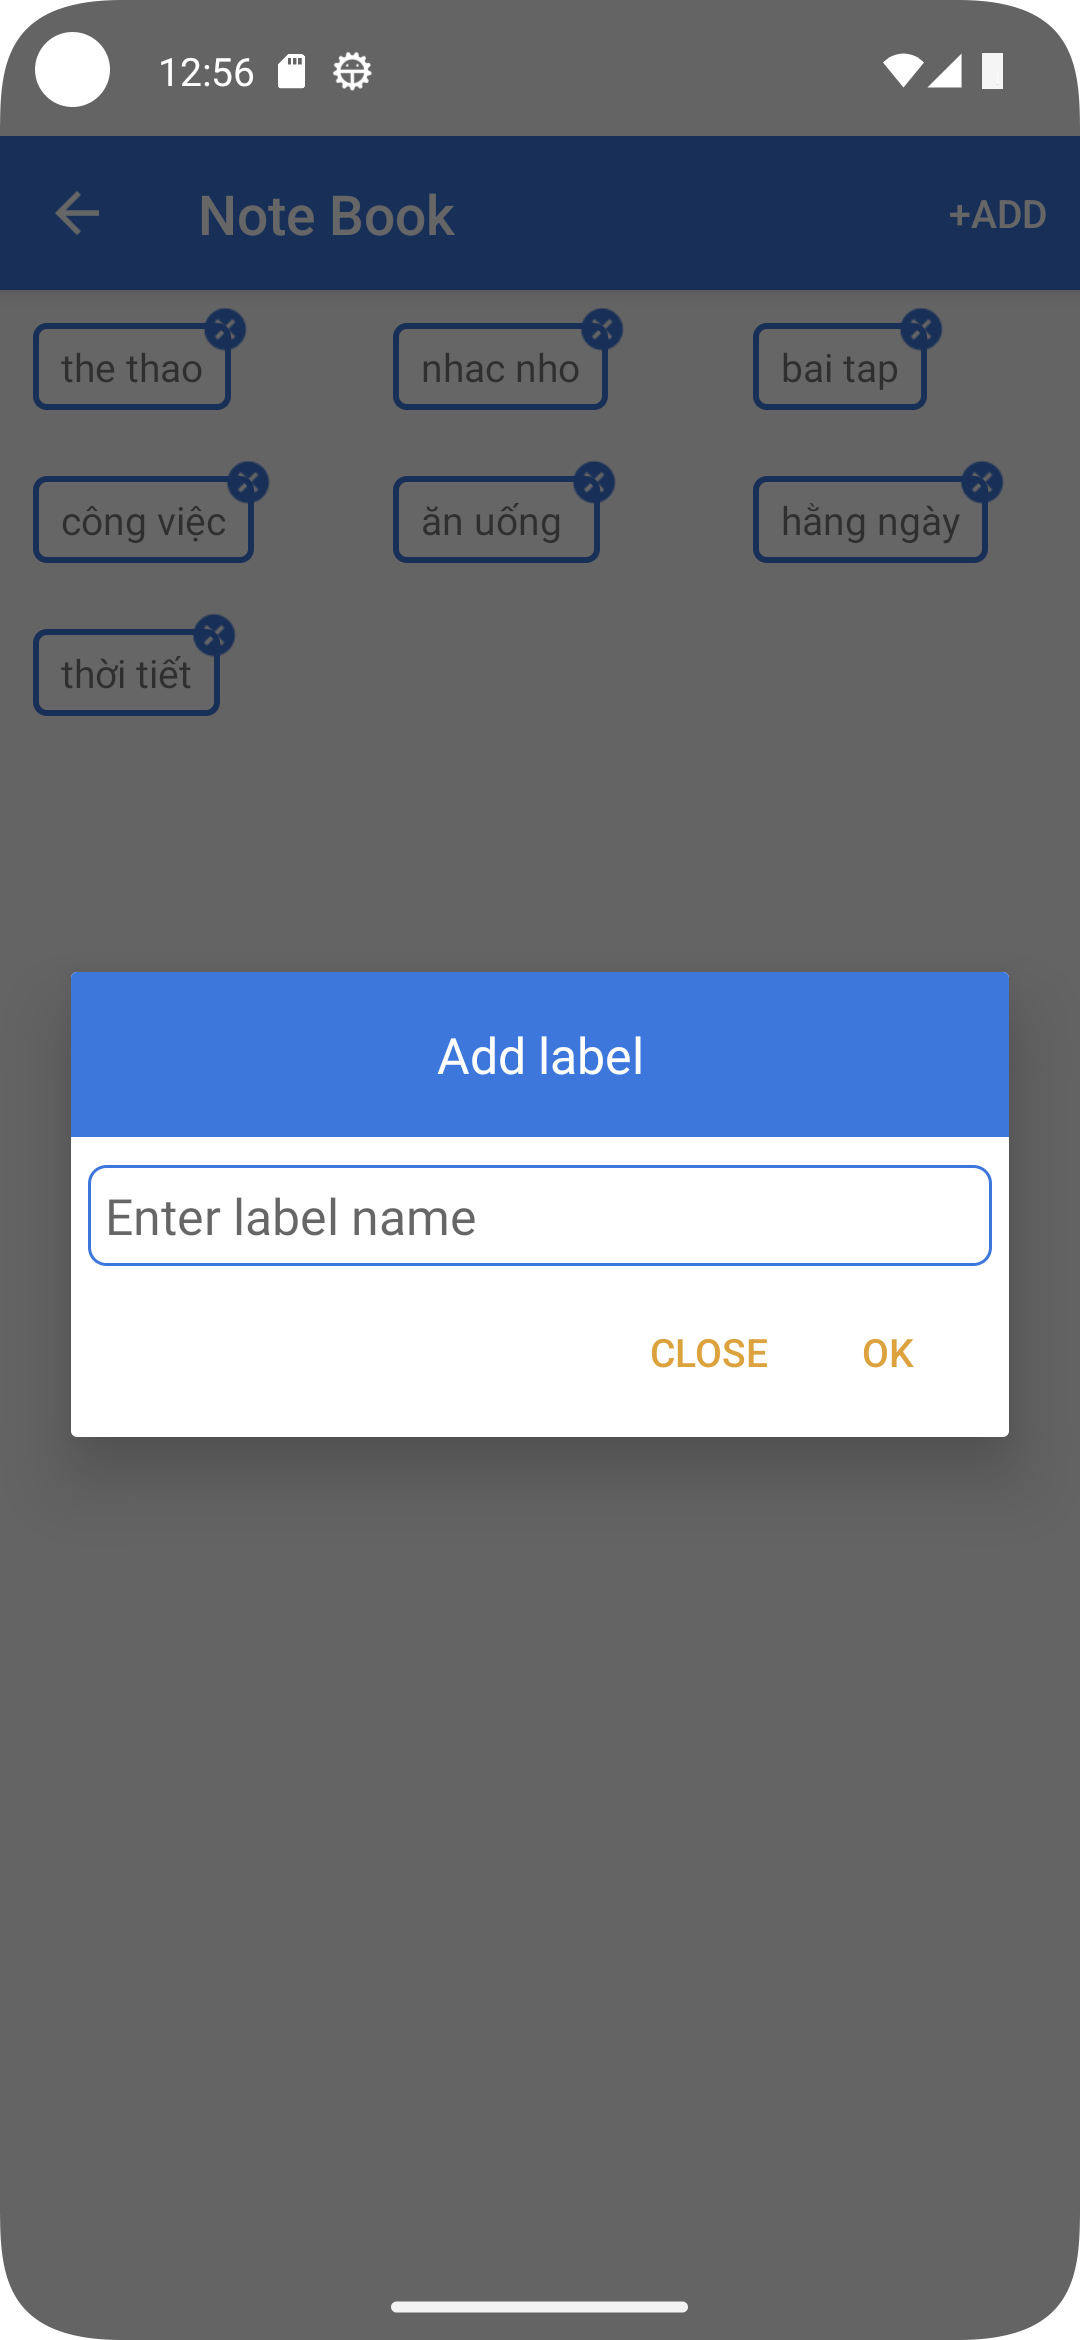 12:56
Note Book
+ADD
the thao
nhac nho
bai tap
công việc
ăn uống
hằng ngày
thời tiết
Add label
Enter label name
CLOSE
OK